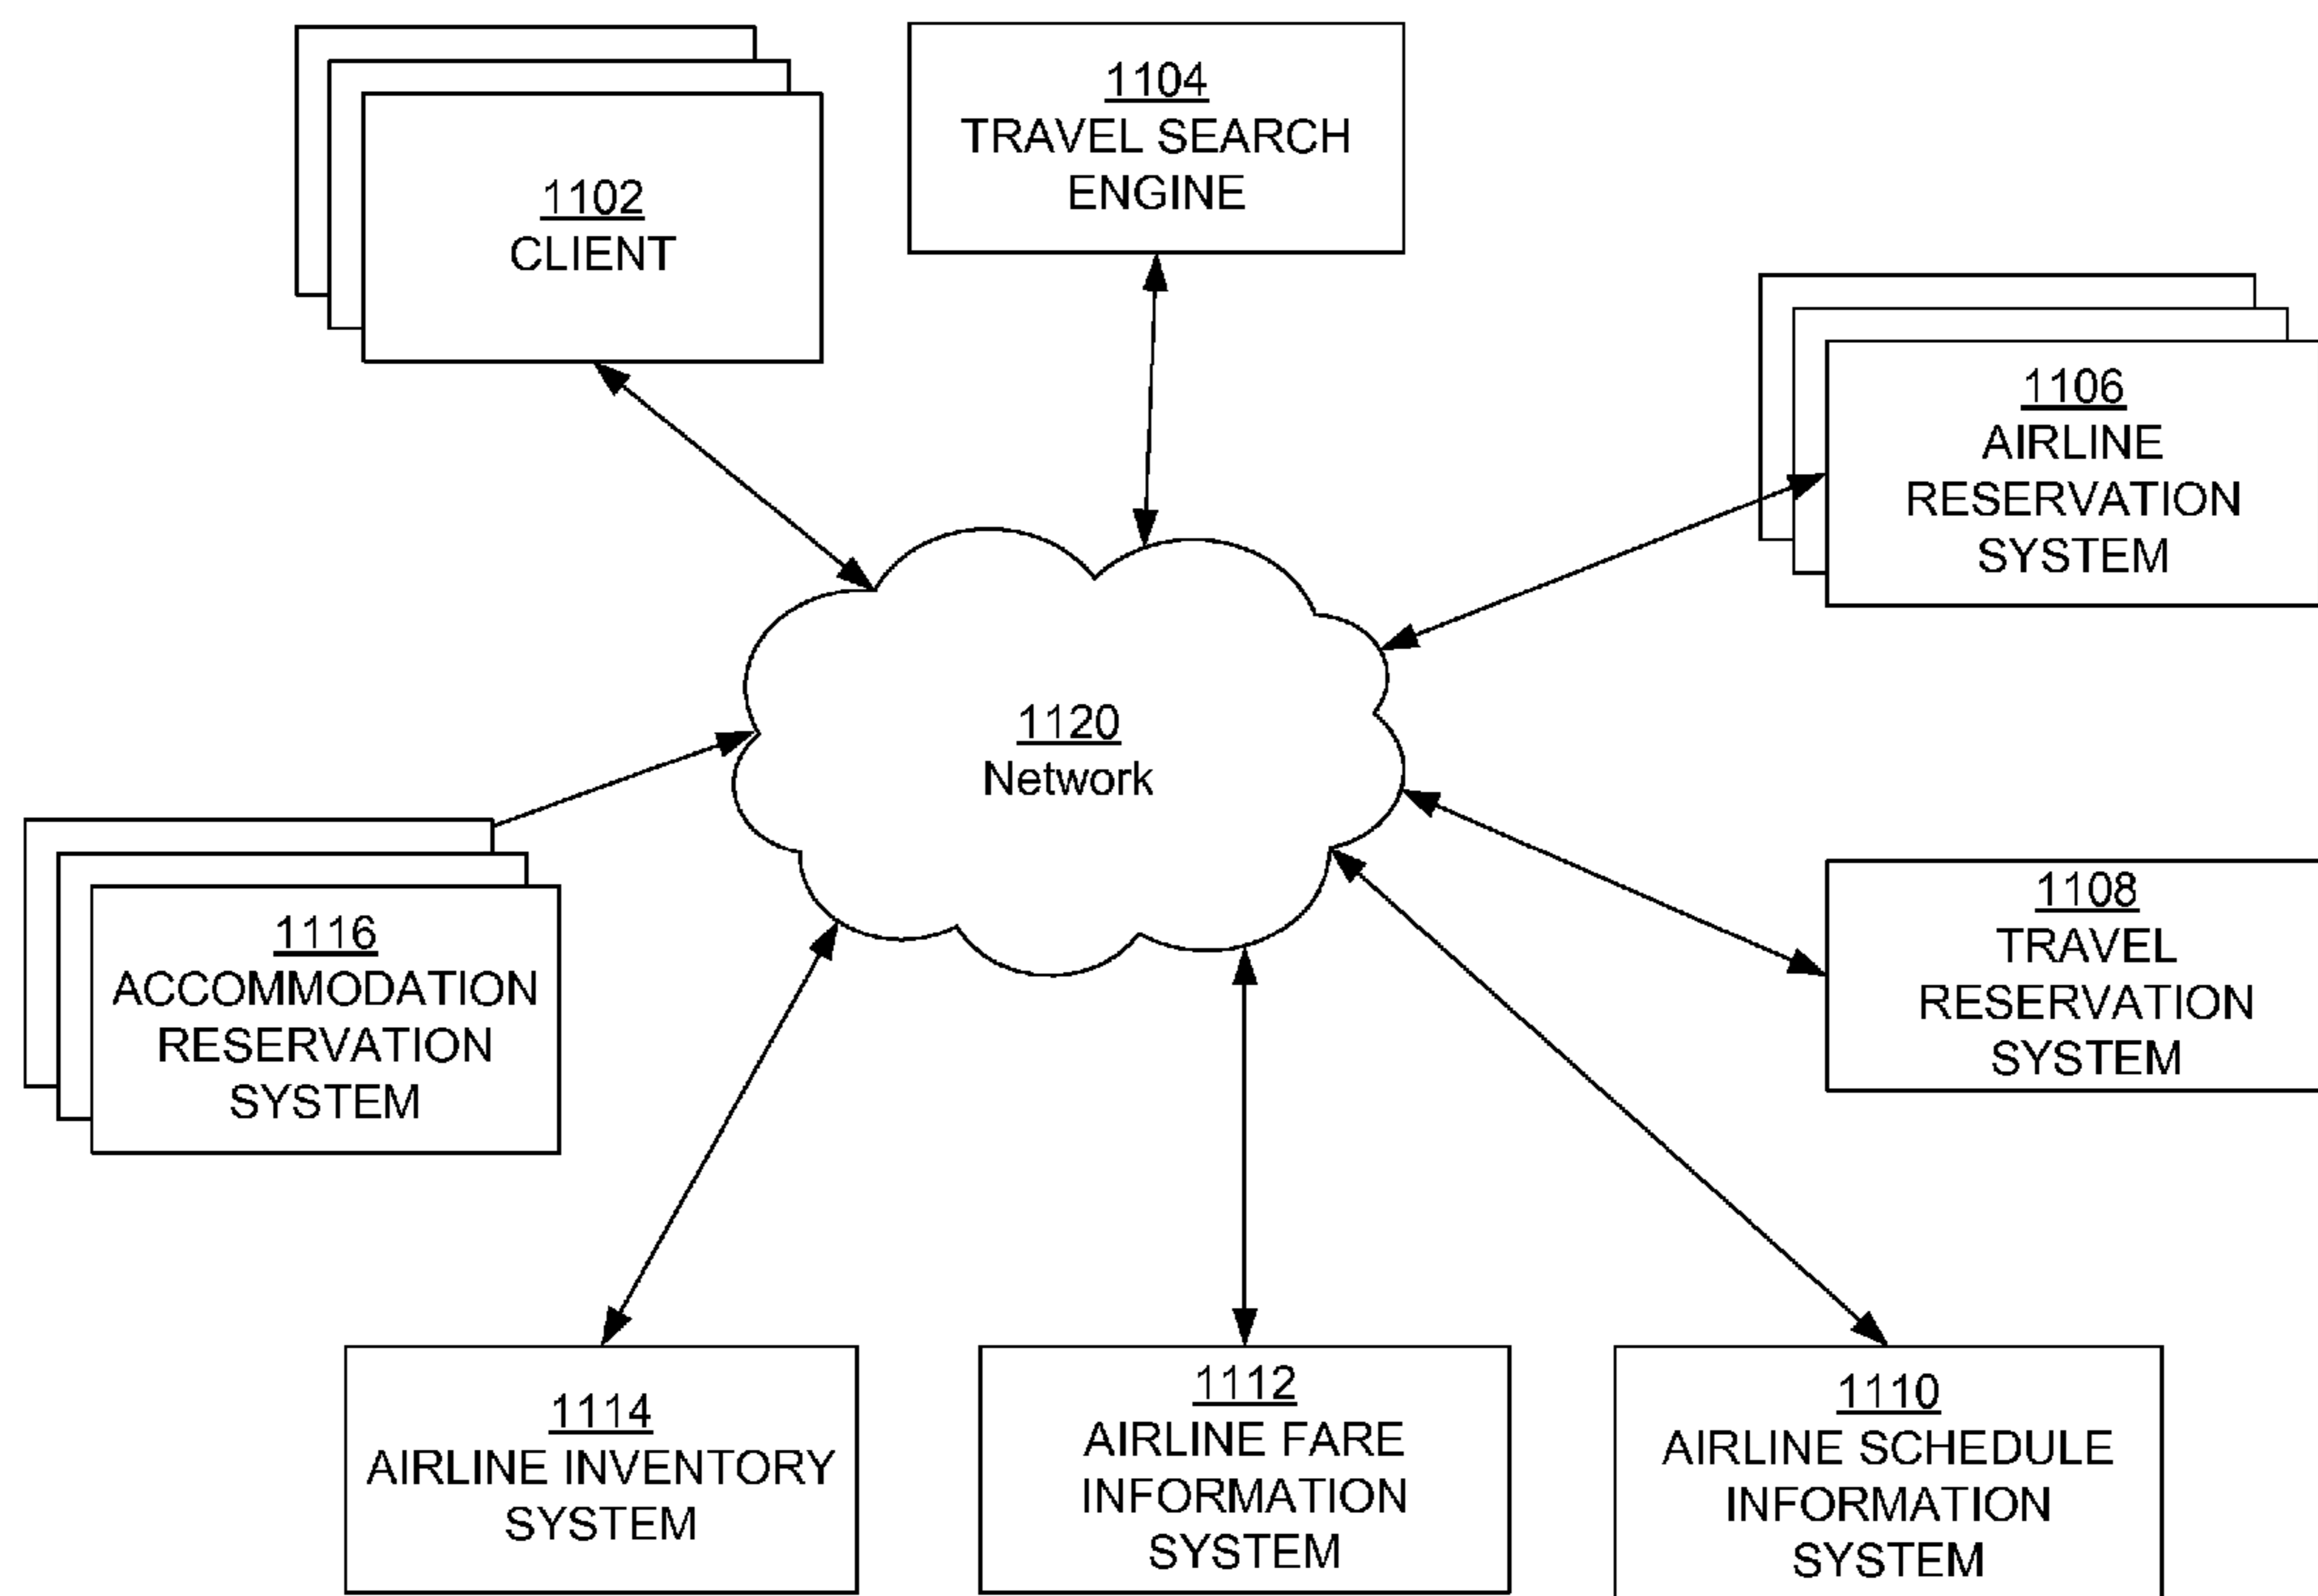 1104
TRAVEL SEARCH
ENGINE
1102
CLIENT
1106
AIRLINE
RESERVATION
SYSTEM
1120
Network
1108
TRAVEL
RESERVATION
SYSTEM
1116
ACCOMMODATION
RESERVATION
SYSTEM
1114
AIRLINE INVENTORY
SYSTEM
1112
AIRLINE FARE
INFORMATION
SYSTEM
1110
AIRLINE SCHEDULE
INFORMATION
SYSTEM